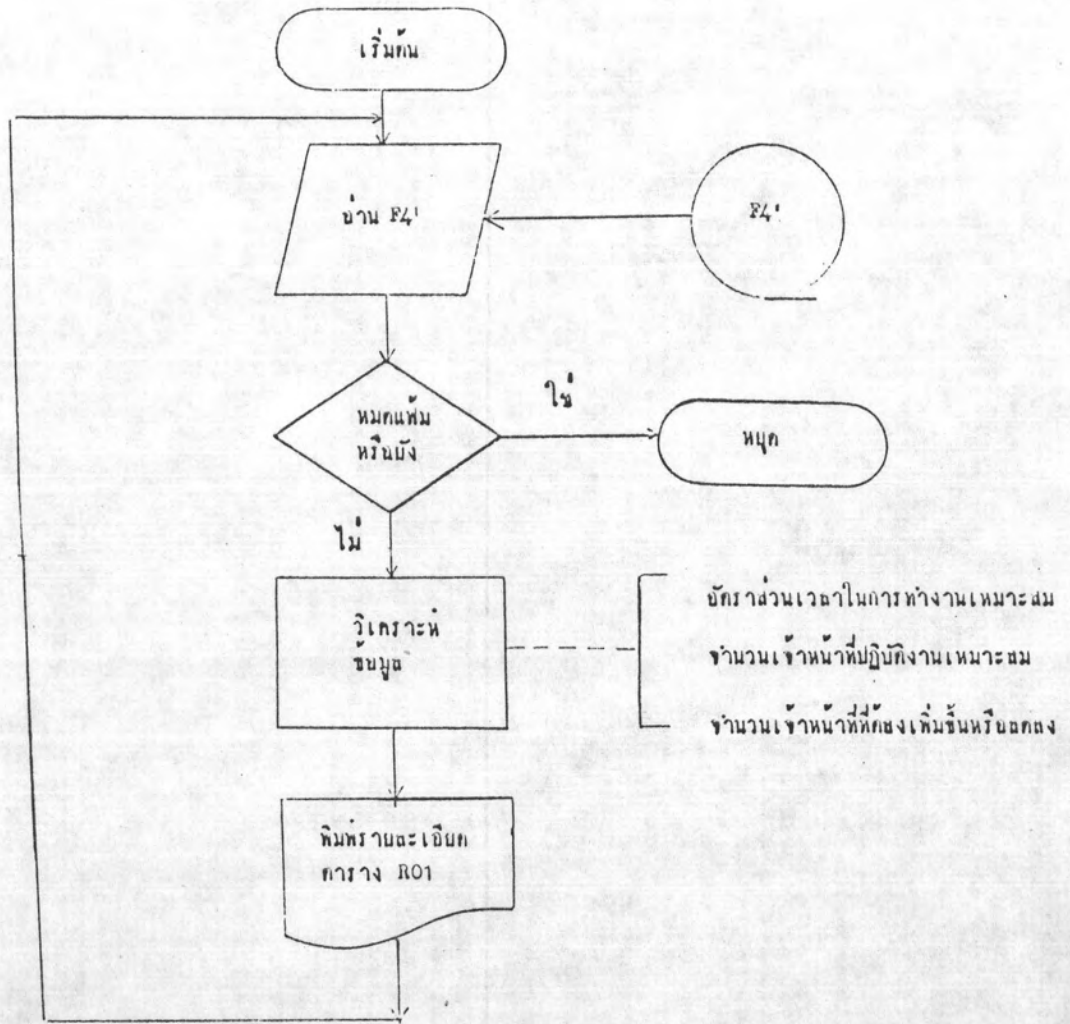 เริ่มต้น
อ่าน F4'
F4'
หมดแฟ้ม
หรือยัง
ใช่
หยุด
ไม่
วิเคราะห์
ข้อมูล
อัตราส่วนเวลาในการทำงานเหมาะสม
จำนวนเจ้าหน้าที่ปฏิบัติงานเหมาะสม
จำนวนเจ้าหน้าที่ที่ต้องเพิ่มขึ้นหรือลดลง
พิมพ์รายละเอียด
ตาราง R01